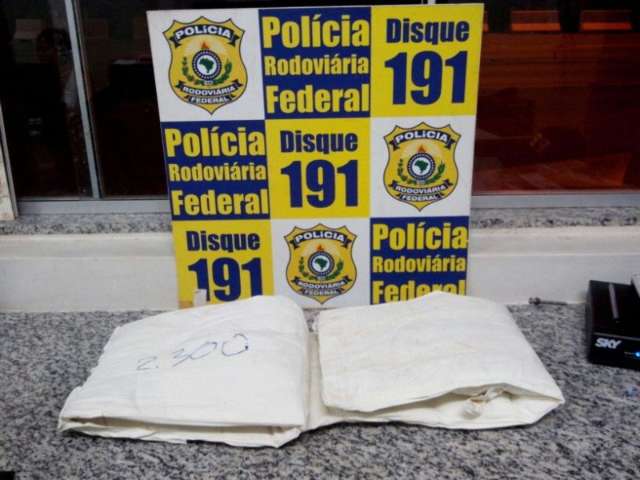 POLÍCIA
RODOVIÁRIA
FEDERAL
Polícia
Rodoviária
Federal
Disque
191
Polícia
Rodoviária
Federal
Disque
191
POLÍCIA
RODOVIÁRIA
FEDERAL
Disque
191
POLÍCIA
RODOVIÁRIA
FEDERAL
Polícia
Rodoviária
Federal
2.300
SKY